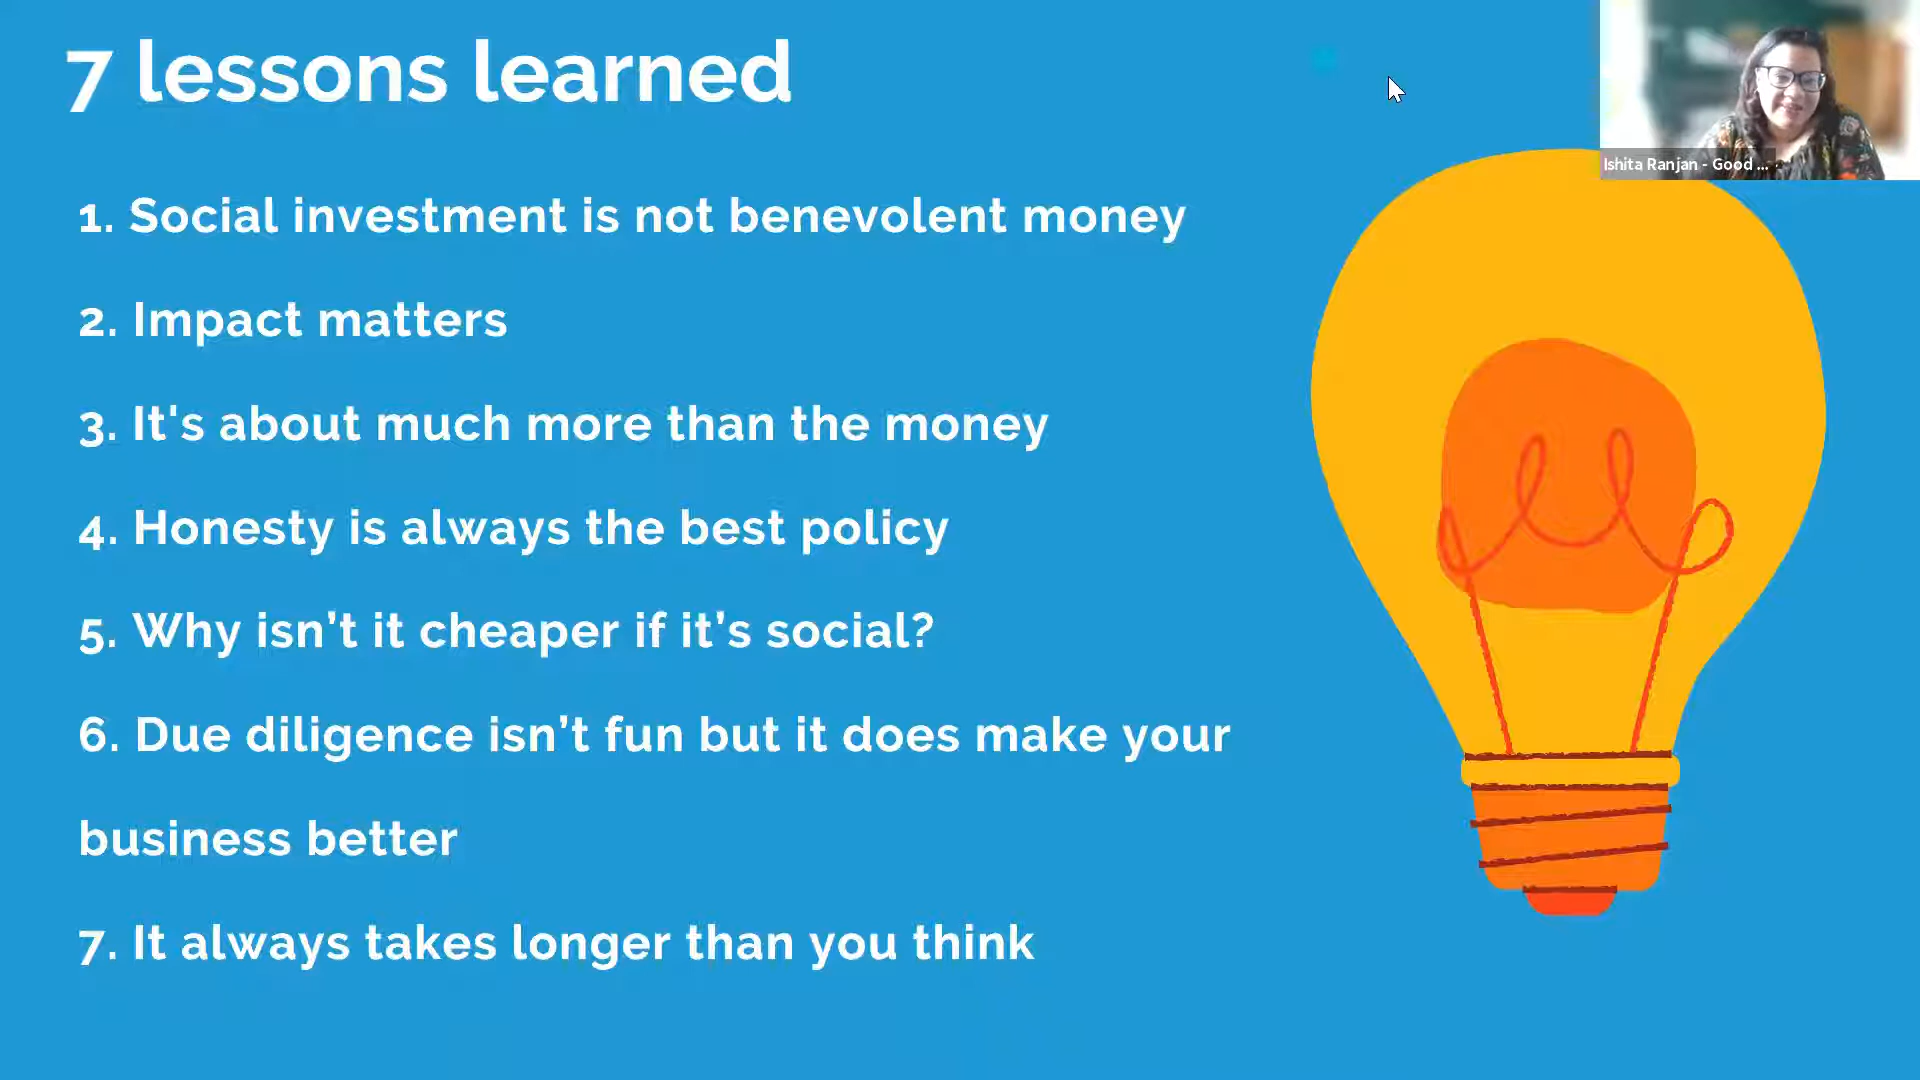 7 lessons learned
Ishita Ranjan - Good ...
1. Social investment is not benevolent money
2. Impact matters
3. It's about much more than the money
4. Honesty is always the best policy
5. Why isn’t it cheaper if it’s social?
6. Due diligence isn’t fun but it does make your
business better
7. It always takes longer than you think